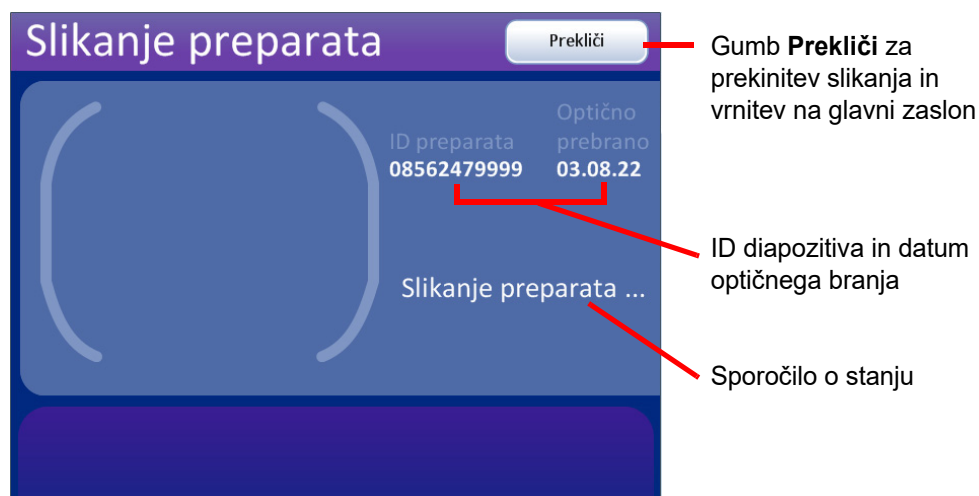 Slikanje preparata
Prekliči
Gumb Prekliči za
prekinitev slikanja in
vrnitev na glavni zaslon
ID preparata
08562479999
Optično
prebrano
03.08.22
ID diapozitiva in datum
optičnega branja
Slikanje preparata ...
Sporočilo o stanju